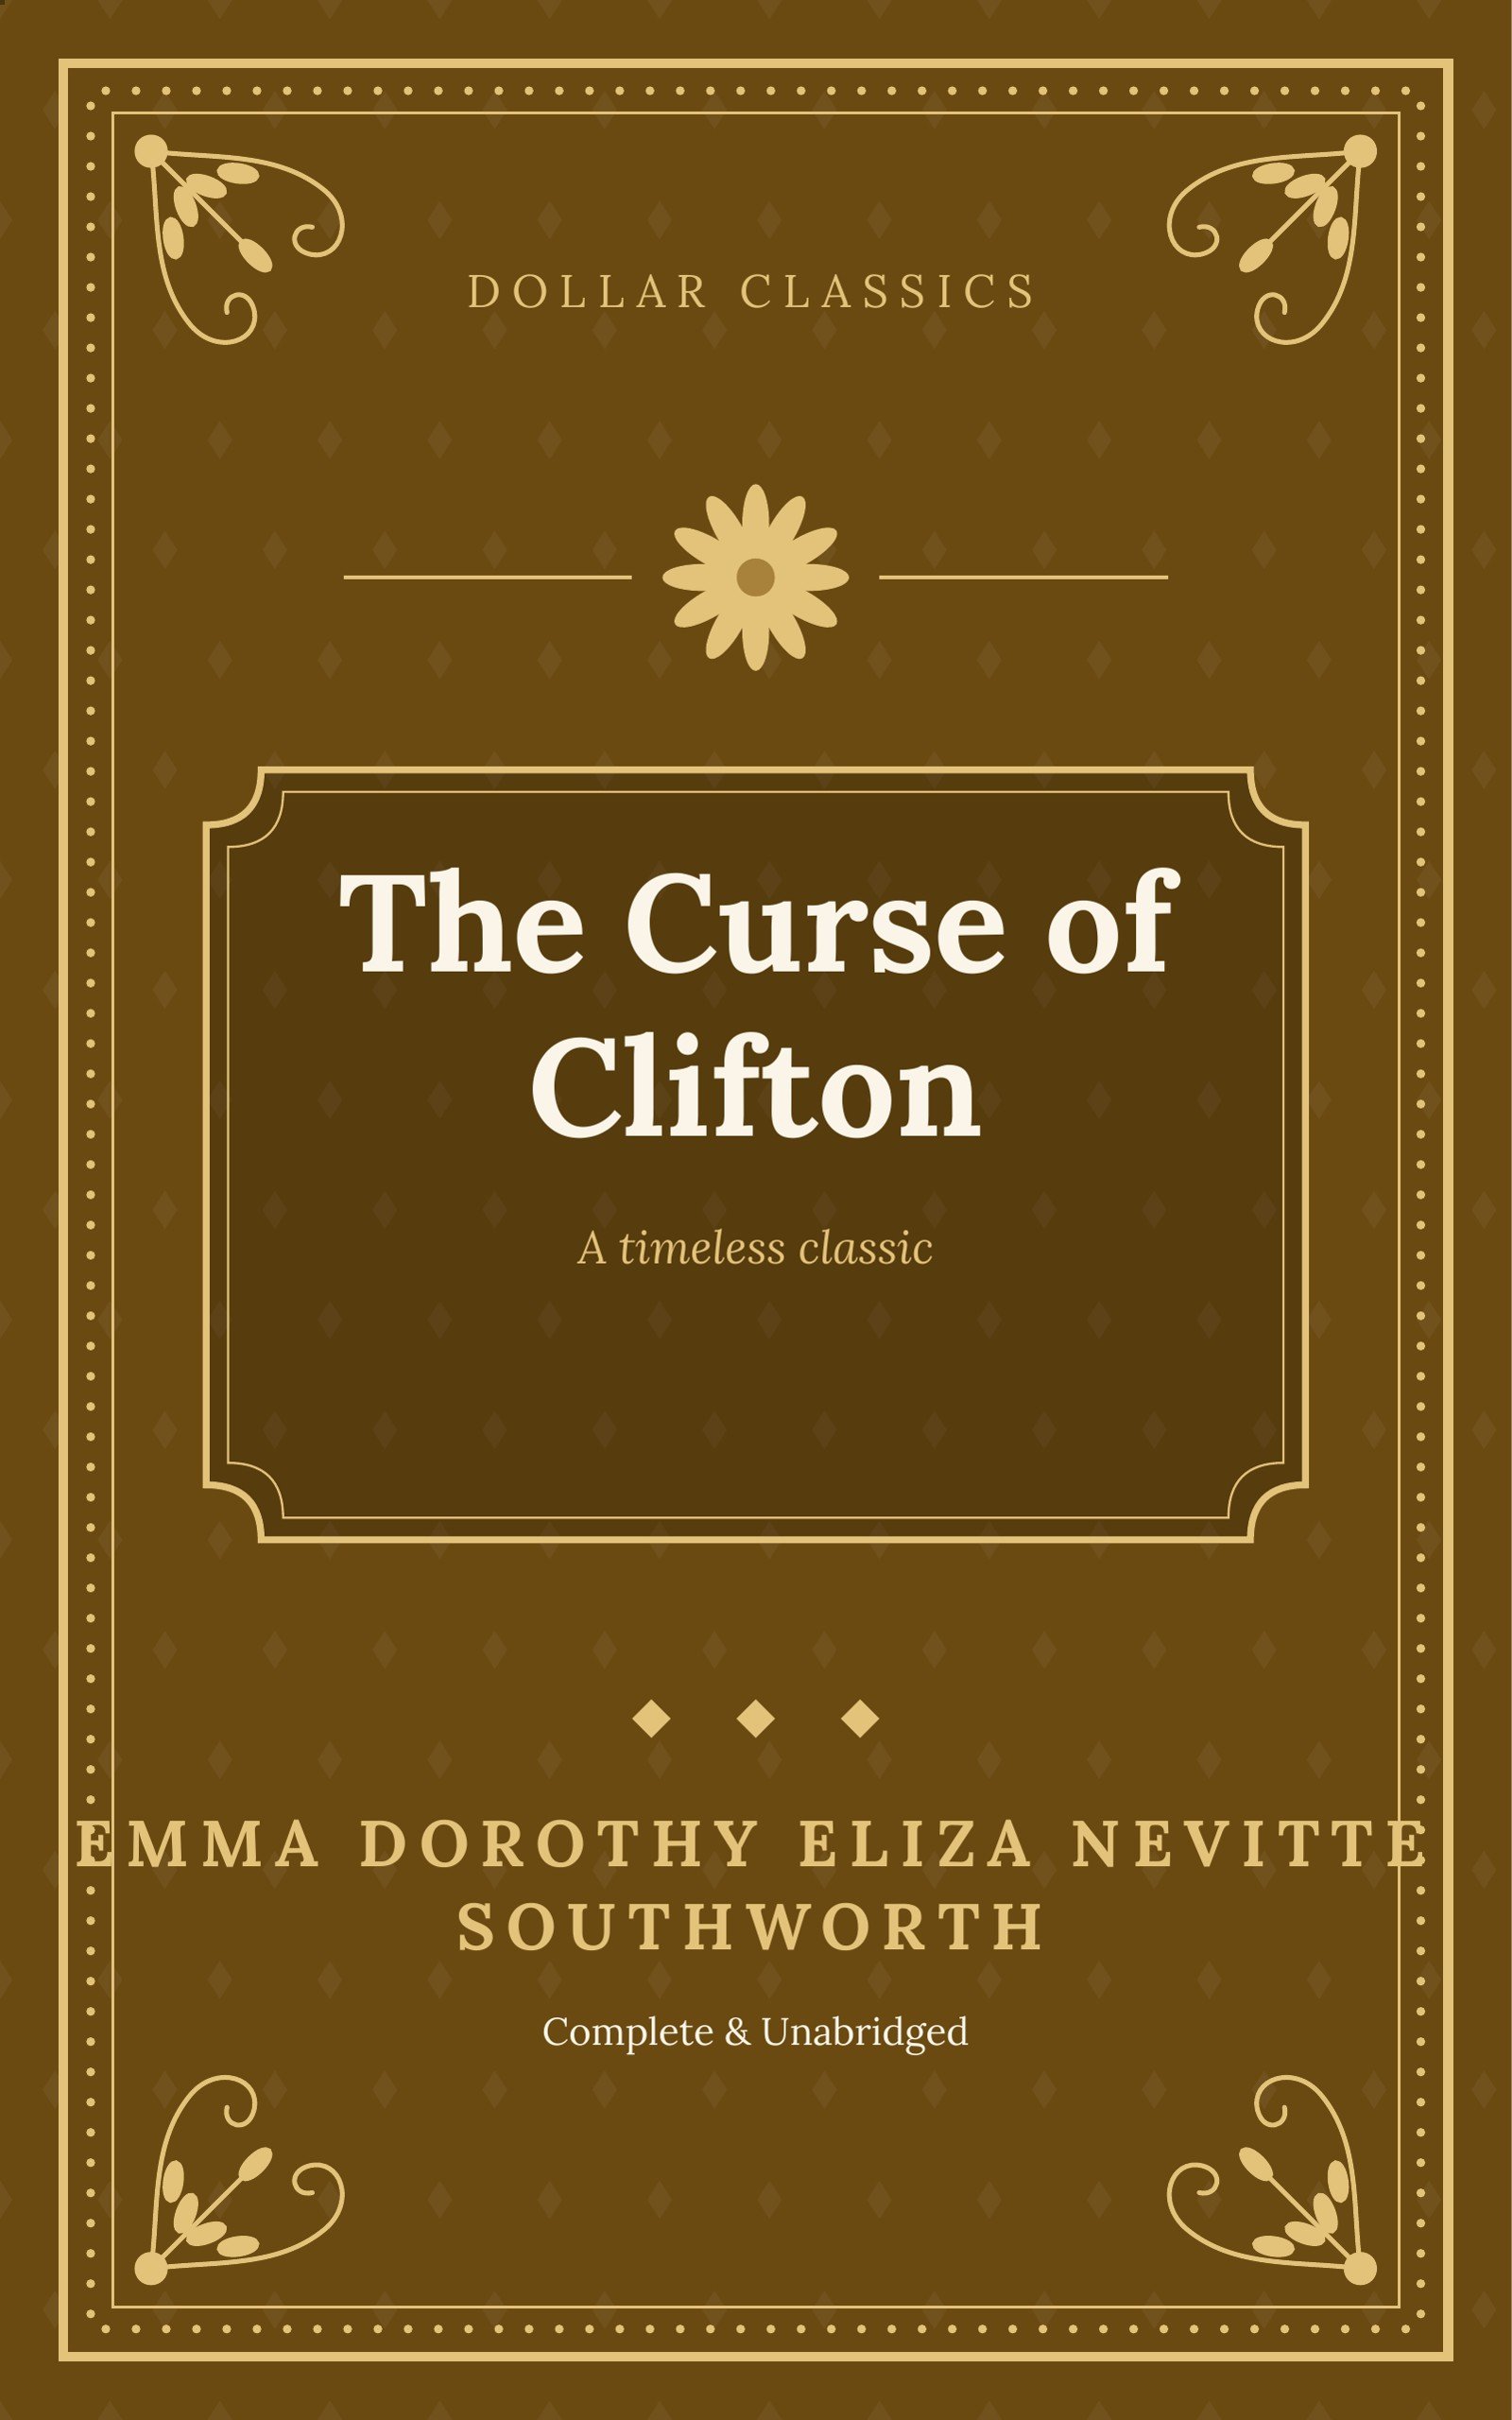 DOLLAR CLASSICS
The Curse of
Clifton
A timeless classic
EMMA DOROTHY ELIZA NEVITTE
SOUTHWORTH
Complete & Unabridged